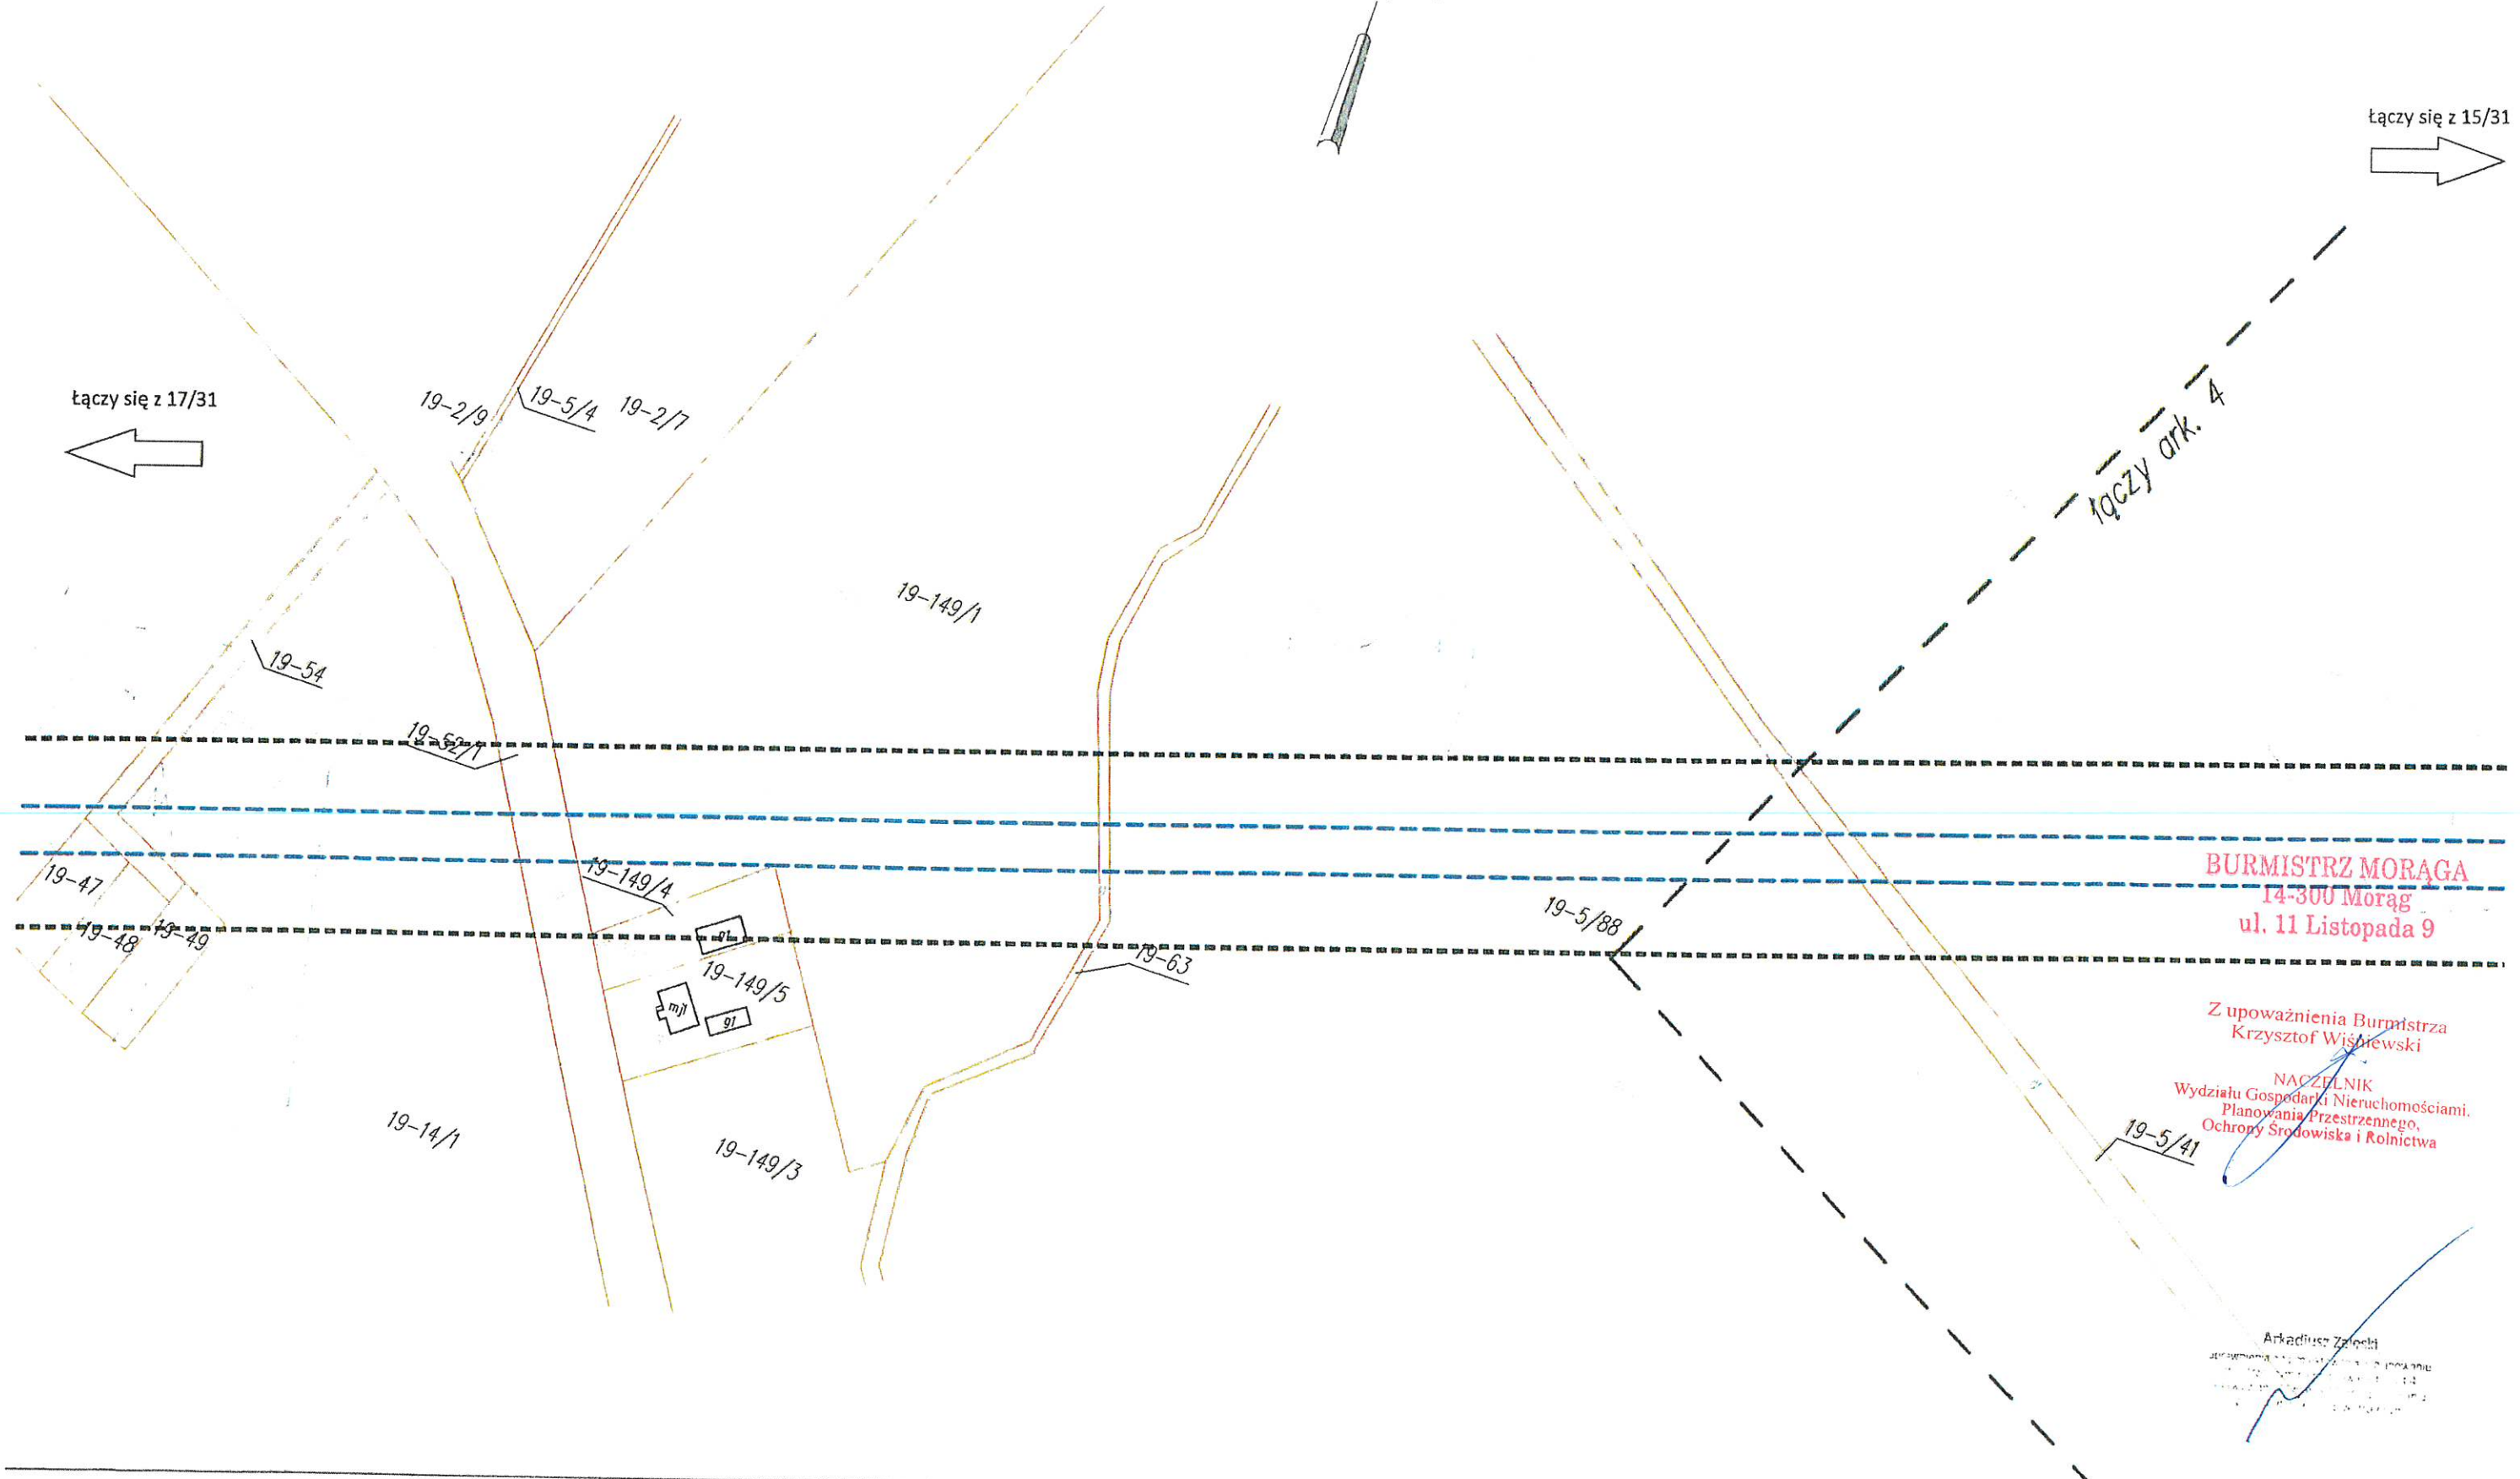 Łączy się z 15/31
Łączy się z 17/31
19-2/9
19-5/4
19-2/7
łączy ark. 4
19-149/1
19-54
19-52/1
19-149/4
19-47
19-48
19-49
g1
19-149/5
mj1
g1
19-63
19-5/88
BURMISTRZ MORĄGA
14-300 Morąg
ul. 11 Listopada 9
Z upoważnienia Burmistrza
Krzysztof Wiśniewski
NACZELNIK
Wydziału Gospodarki Nieruchomościami,
Planowania Przestrzennego,
Ochrony Środowiska i Rolnictwa
19-5/41
19-14/1
19-149/3
Arkadiusz